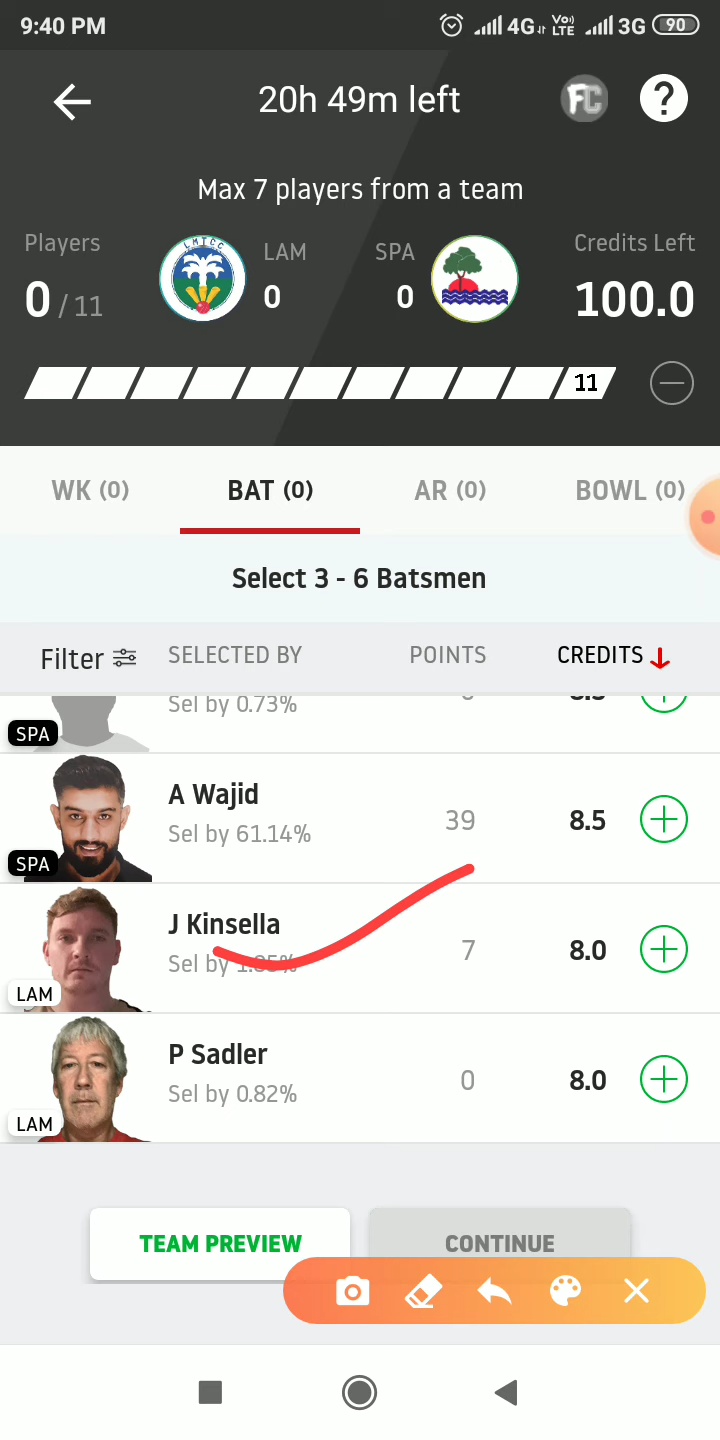 9:40 PM 4G Vo)) LTE 3G 90
20h 49m left FC ?
Max 7 players from a team
Players LAM SPA Credits Left
LMTCC
0 / 11 0 0 100.0
11
WK (0) BAT (0) AR (0) BOWL (0)
Select 3 - 6 Batsmen
Filter SELECTED BY POINTS CREDITS
Sel by 0.73%
SPA
A Wajid
Sel by 61.14% 39 8.5
SPA
J Kinsella
Sel by 1.85% 7 8.0
LAM
P Sadler
Sel by 0.82% 0 8.0
LAM
TEAM PREVIEW CONTINUE